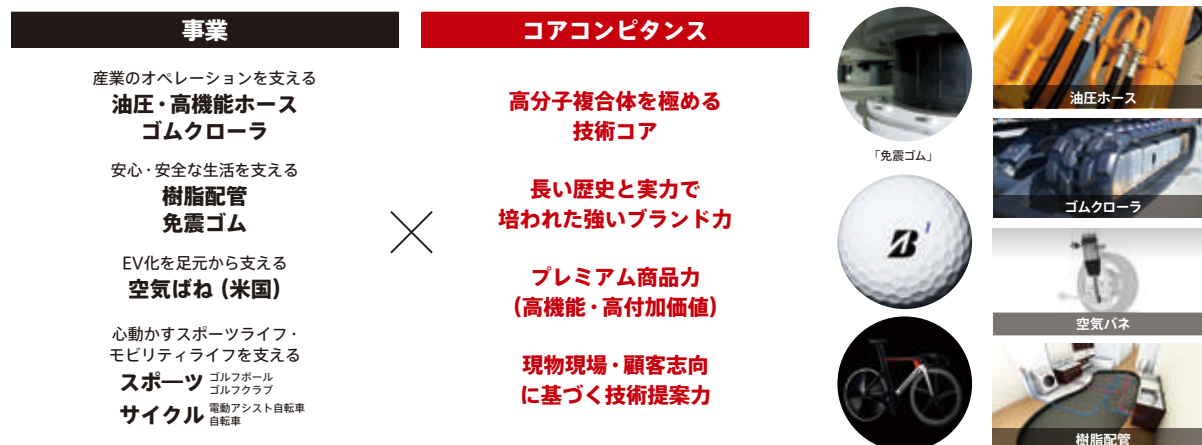 事業
産業のオペレーションを支える
油圧・高機能ホース
ゴムクローラ
安心・安全な生活を支える
樹脂配管
免震ゴム
EV化を足元から支える
空気ばね（米国）
心動かすスポーツライフ・
モビリティライフを支える
スポーツ ゴルフボール
ゴルフクラブ
サイクル 電動アシスト自転車
自転車
コアコンピタンス
高分子複合体を極める
技術コア
長い歴史と実力で
培われた強いブランド力
プレミアム商品力
（高機能・高付加価値）
現物現場・顧客志向
に基づく技術提案力
「免震ゴム」
B
油圧ホース
ゴムクローラ
空気バネ
樹脂配管